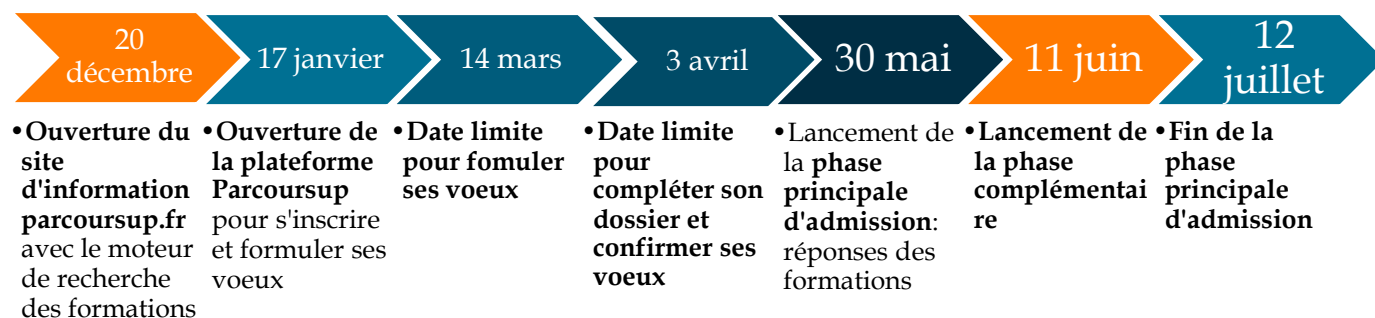 20
décembre
17 janvier
14 mars
3 avril
30 mai
11 juin
12
juillet
•Ouverture du
site
d'information
parcoursup.fr
avec le moteur
de recherche
des formations
•Ouverture de
la plateforme
Parcoursup
pour s'inscrire
et formuler ses
voeux
•Date limite
pour fomuler
ses voeux
•Date limite
pour
compléter son
dossier et
confirmer ses
voeux
•Lancement de
la phase
principale
d'admission:
réponses des
formations
•Lancement de
la phase
complémentai
re
•Fin de la
phase
principale
d'admission